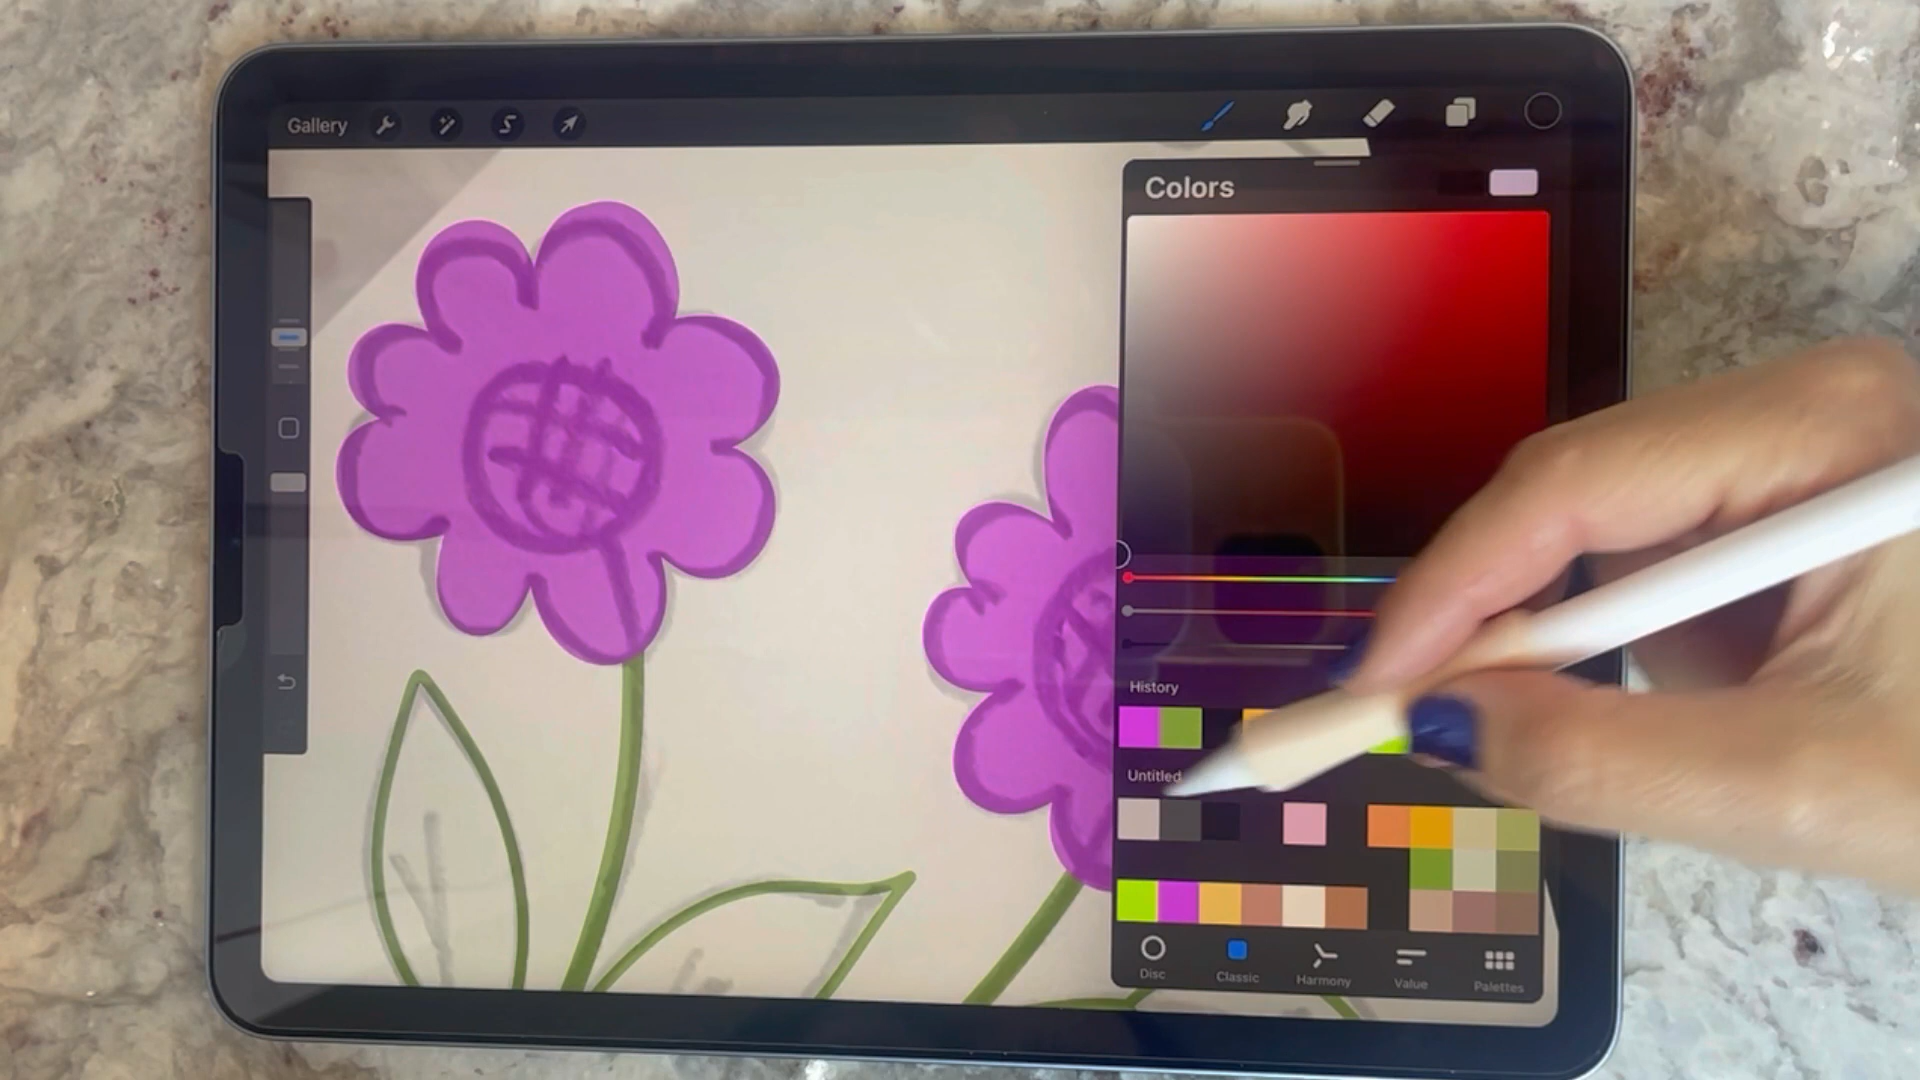 Gallery
Colors
History
Untitled
Disc
Classic
Harmony
Value
Palettes